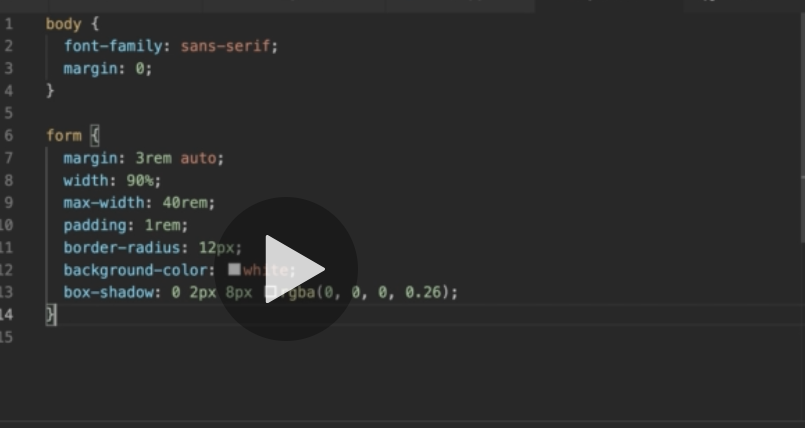 1 body {
2 font-family: sans-serif;
3 margin: 0;
4 }
5
6 form {
7 margin: 3rem auto;
8 width: 90%;
9 max-width: 40rem;
10 padding: 1rem;
11 border-radius: 12px;
12 background-color: white;
13 box-shadow: 0 2px 8px rgba(0, 0, 0, 0.26);
14 }
15